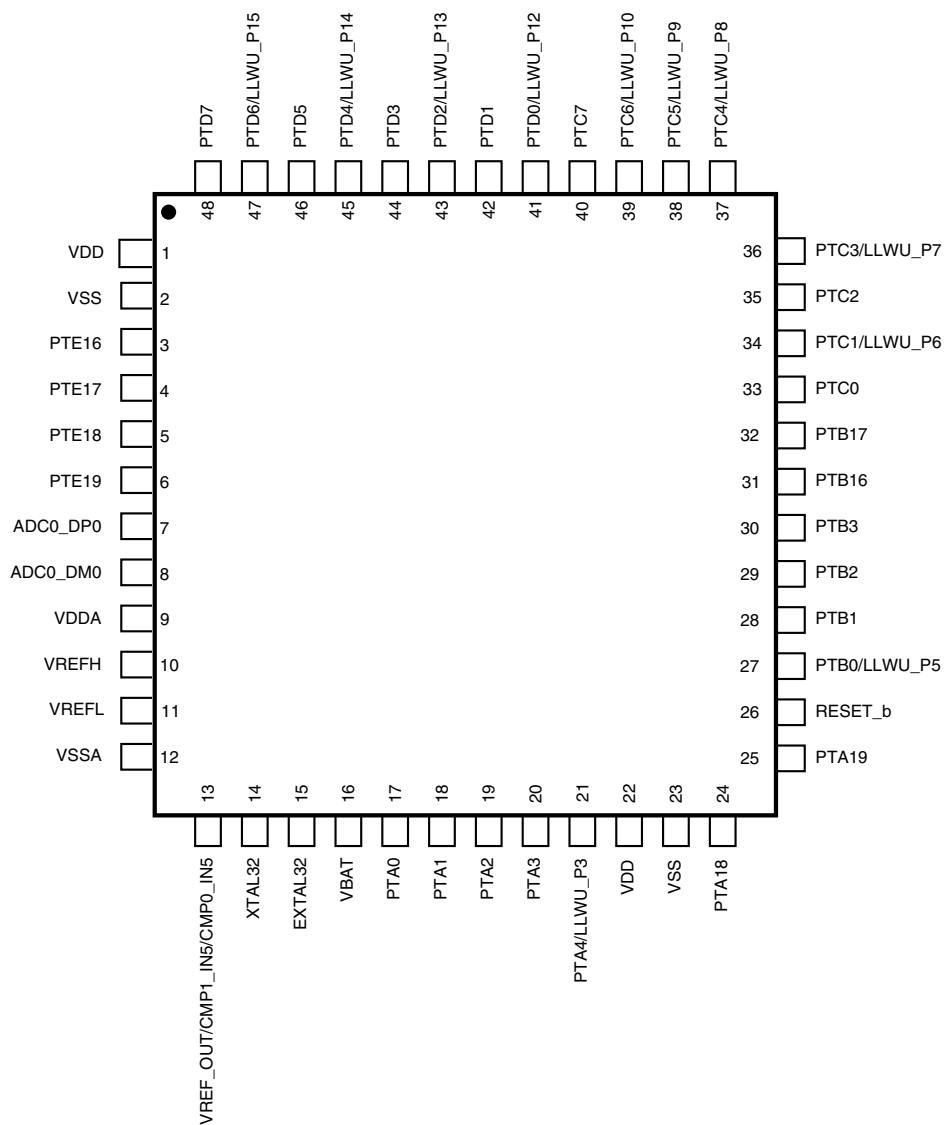 PTD7
PTD6/LLWU_P15
PTD5
PTD4/LLWU_P14
PTD3
PTD2/LLWU_P13
PTD1
PTD0/LLWU_P12
PTC7
PTC6/LLWU_P10
PTC5/LLWU_P9
PTC4/LLWU_P8
48
47
46
45
44
43
42
41
40
39
38
37
VDD 1
VSS 2
PTE16 3
PTE17 4
PTE18 5
PTE19 6
ADC0_DP0 7
ADC0_DM0 8
VDDA 9
VREFH 10
VREFL 11
VSSA 12
36 PTC3/LLWU_P7
35 PTC2
34 PTC1/LLWU_P6
33 PTC0
32 PTB17
31 PTB16
30 PTB3
29 PTB2
28 PTB1
27 PTB0/LLWU_P5
26 RESET_b
25 PTA19
13
14
15
16
17
18
19
20
21
22
23
24
VREF_OUT/CMP1_IN5/CMP0_IN5
XTAL32
EXTAL32
VBAT
PTA0
PTA1
PTA2
PTA3
PTA4/LLWU_P3
VDD
VSS
PTA18